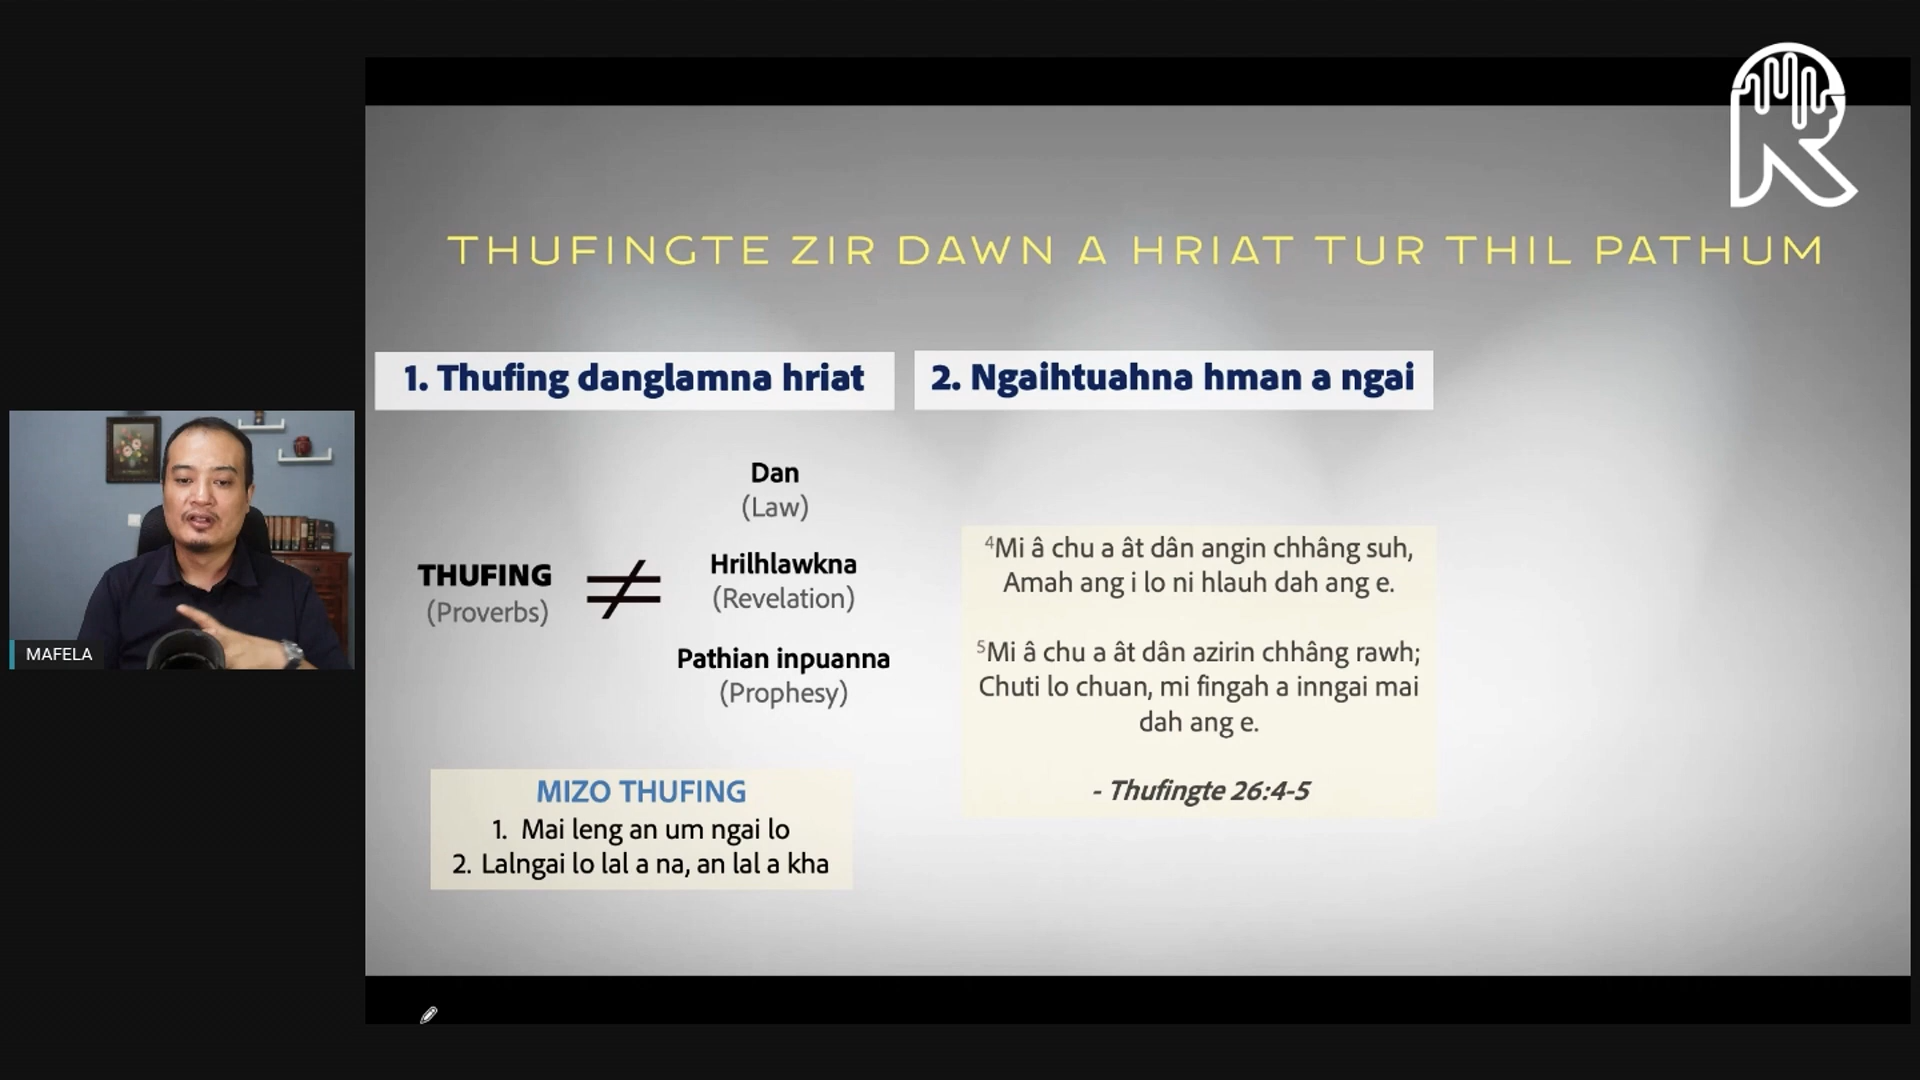 THUFINGTE ZIR DAWN A HRIAT TUR THIL PATHUM
1. Thufing danglamna hriat
Dan
(Law)
THUFING
(Proverbs)
≠
Hrilhlawkna
(Revelation)
Pathian inpuanna
(Prophesy)
MIZO THUFING
1. Mai leng an um ngai lo
2. Lalngai lo lal a na, an lal a kha
2. Ngaihtuahna hman a ngai
4Mi â chu a ât dân angin chhâng suh,
Amah ang i lo ni hlauh dah ang e.
5Mi â chu a ât dân azirin chhâng rawh;
Chuti lo chuan, mi fingah a inngai mai
dah ang e.
- Thufingte 26:4-5
MAFELA